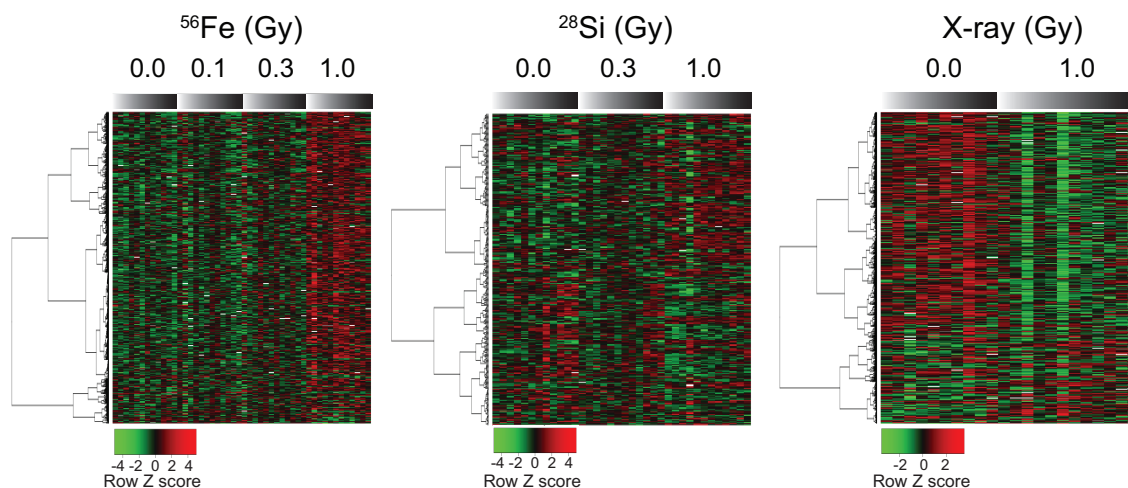 ⁵⁶Fe (Gy)
0.0 0.1 0.3 1.0
-4 -2 0 2 4
Row Z score
²⁸Si (Gy)
0.0 0.3 1.0
-4 -2 0 2 4
Row Z score
X-ray (Gy)
0.0 1.0
-2 0 2
Row Z score